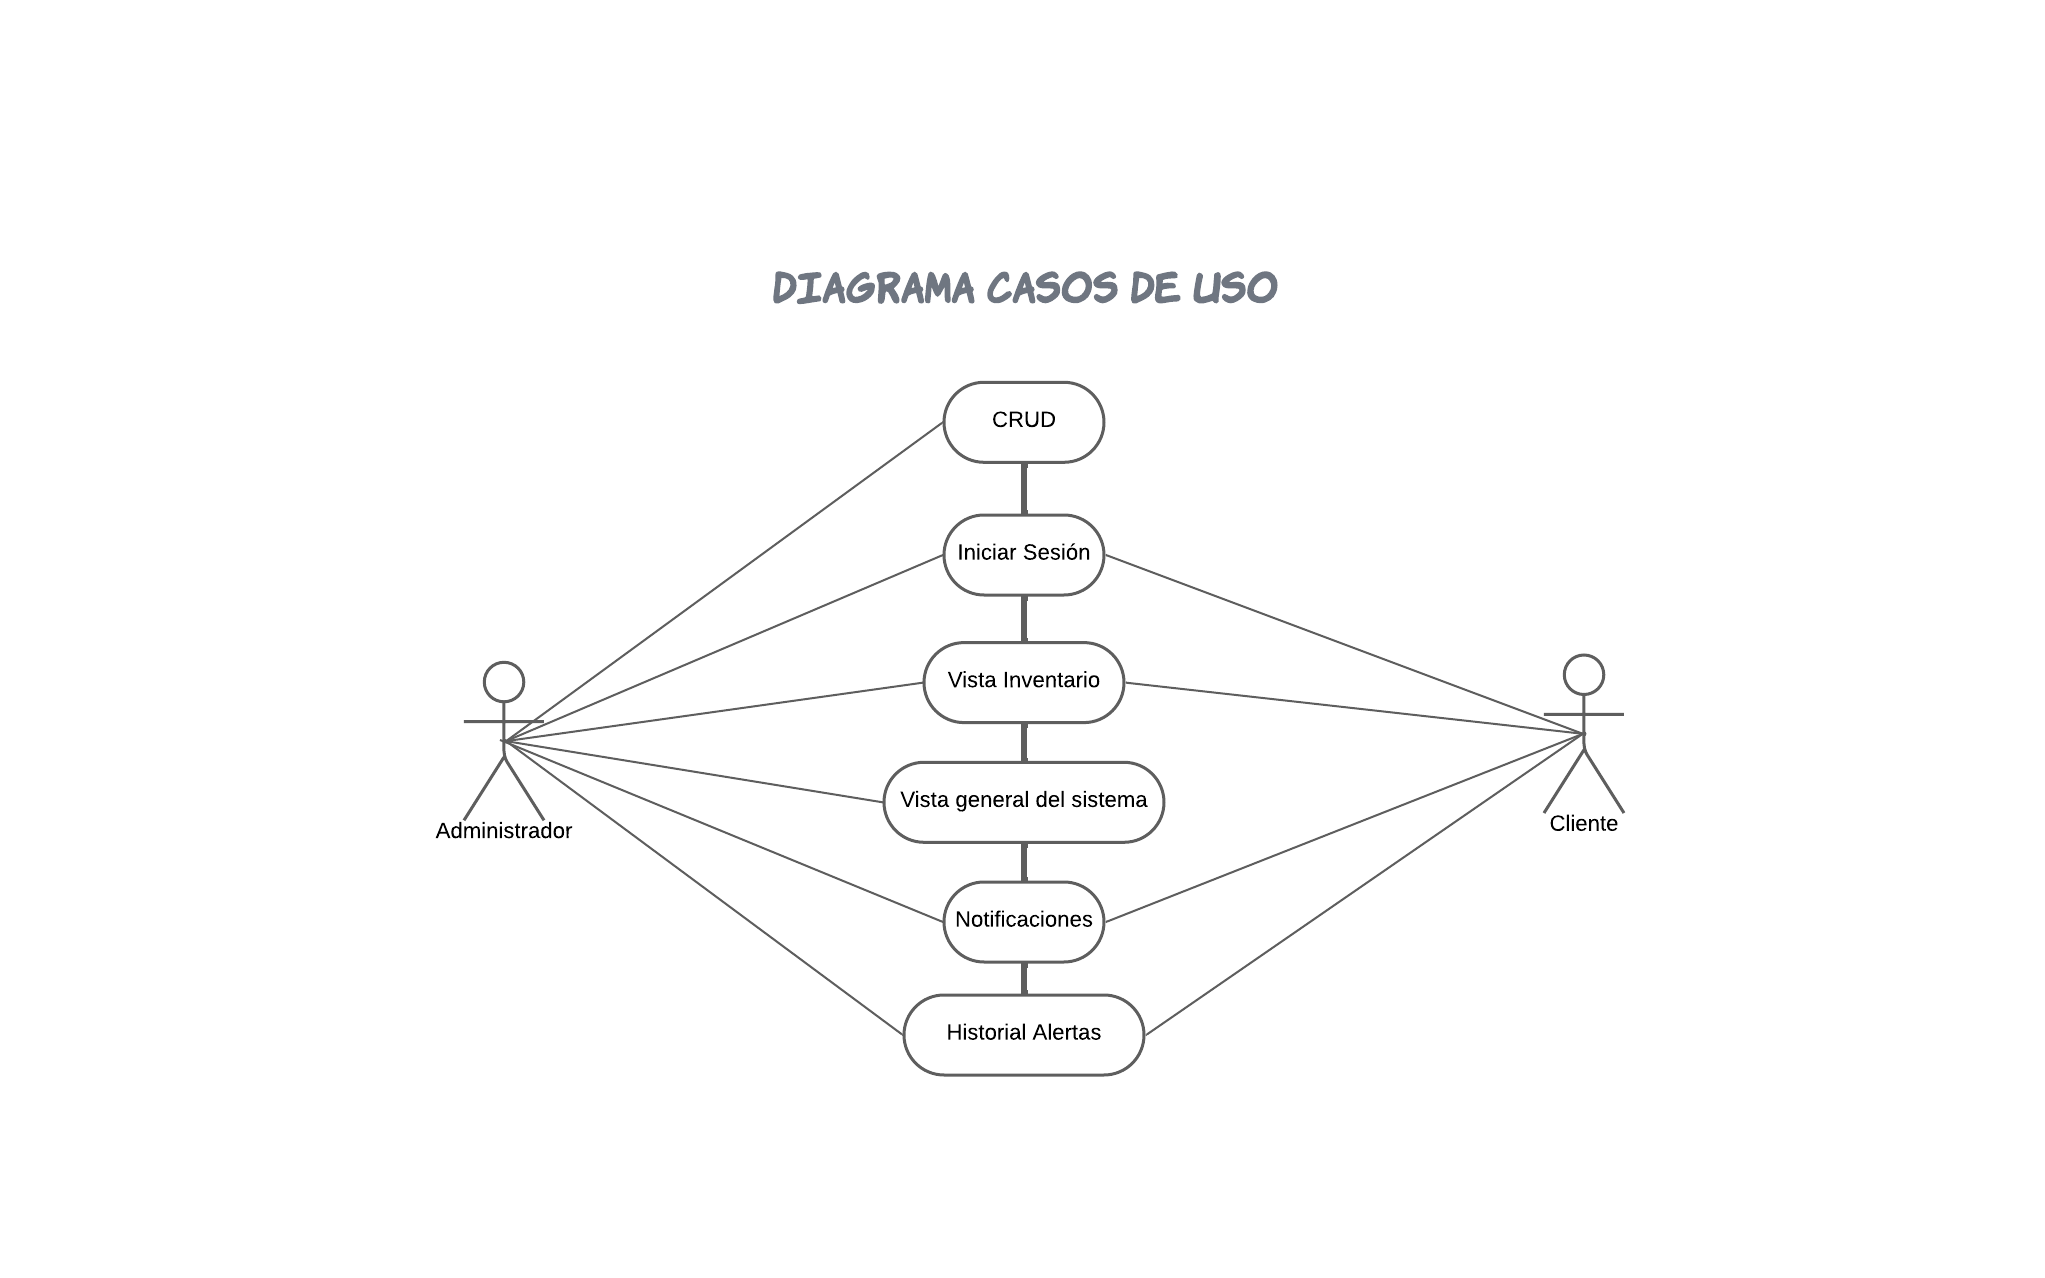 DIAGRAMA CASOS DE USO
CRUD
Iniciar Sesión
Vista Inventario
Vista general del sistema
Administrador
Cliente
Notificaciones
Historial Alertas